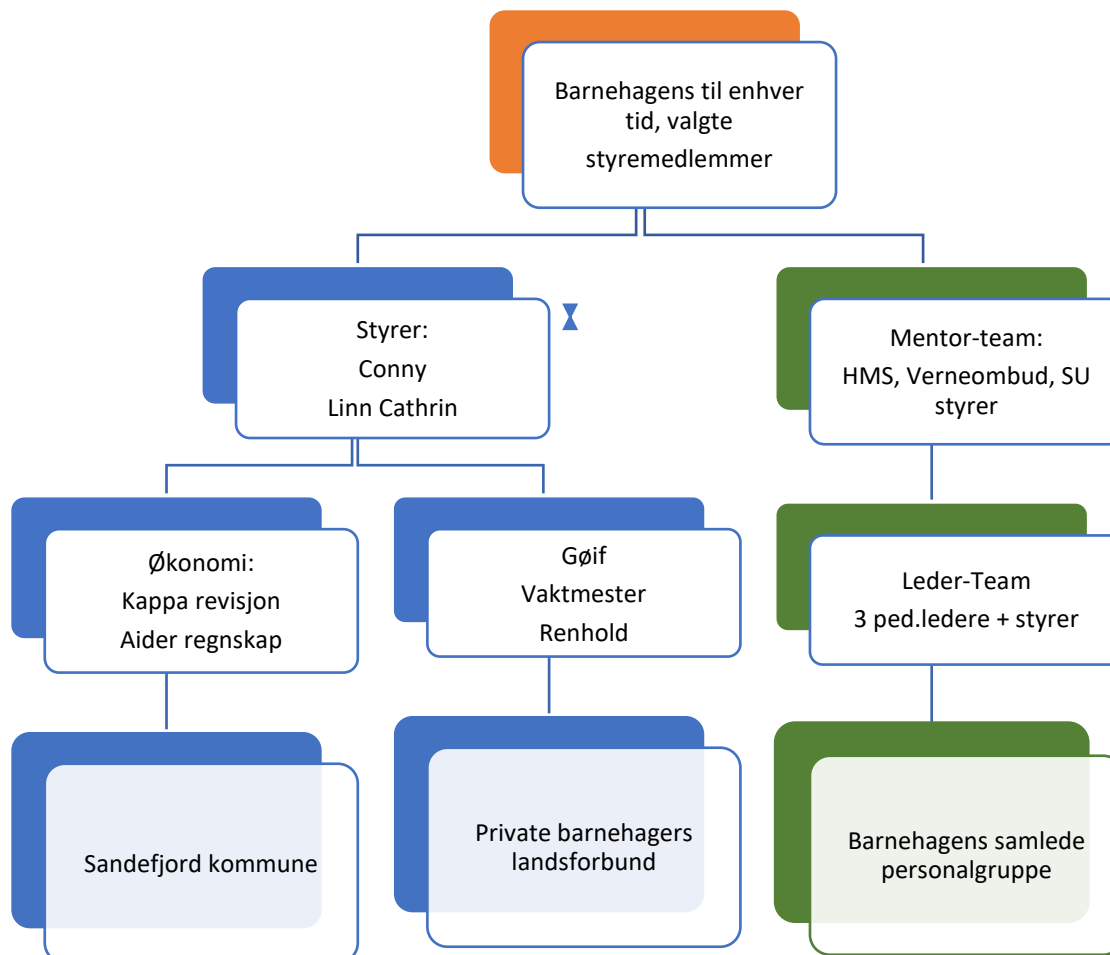 Barnehagens til enhver
tid, valgte
styremedlemmer
Styrer:
Conny
Linn Cathrin
Mentor-team:
HMS, Verneombud, SU
styrer
Økonomi:
Kappa revisjon
Aider regnskap
Gøif
Vaktmester
Renhold
Leder-Team
3 ped.ledere + styrer
Sandefjord kommune
Private barnehagers
landsforbund
Barnehagens samlede
personalgruppe